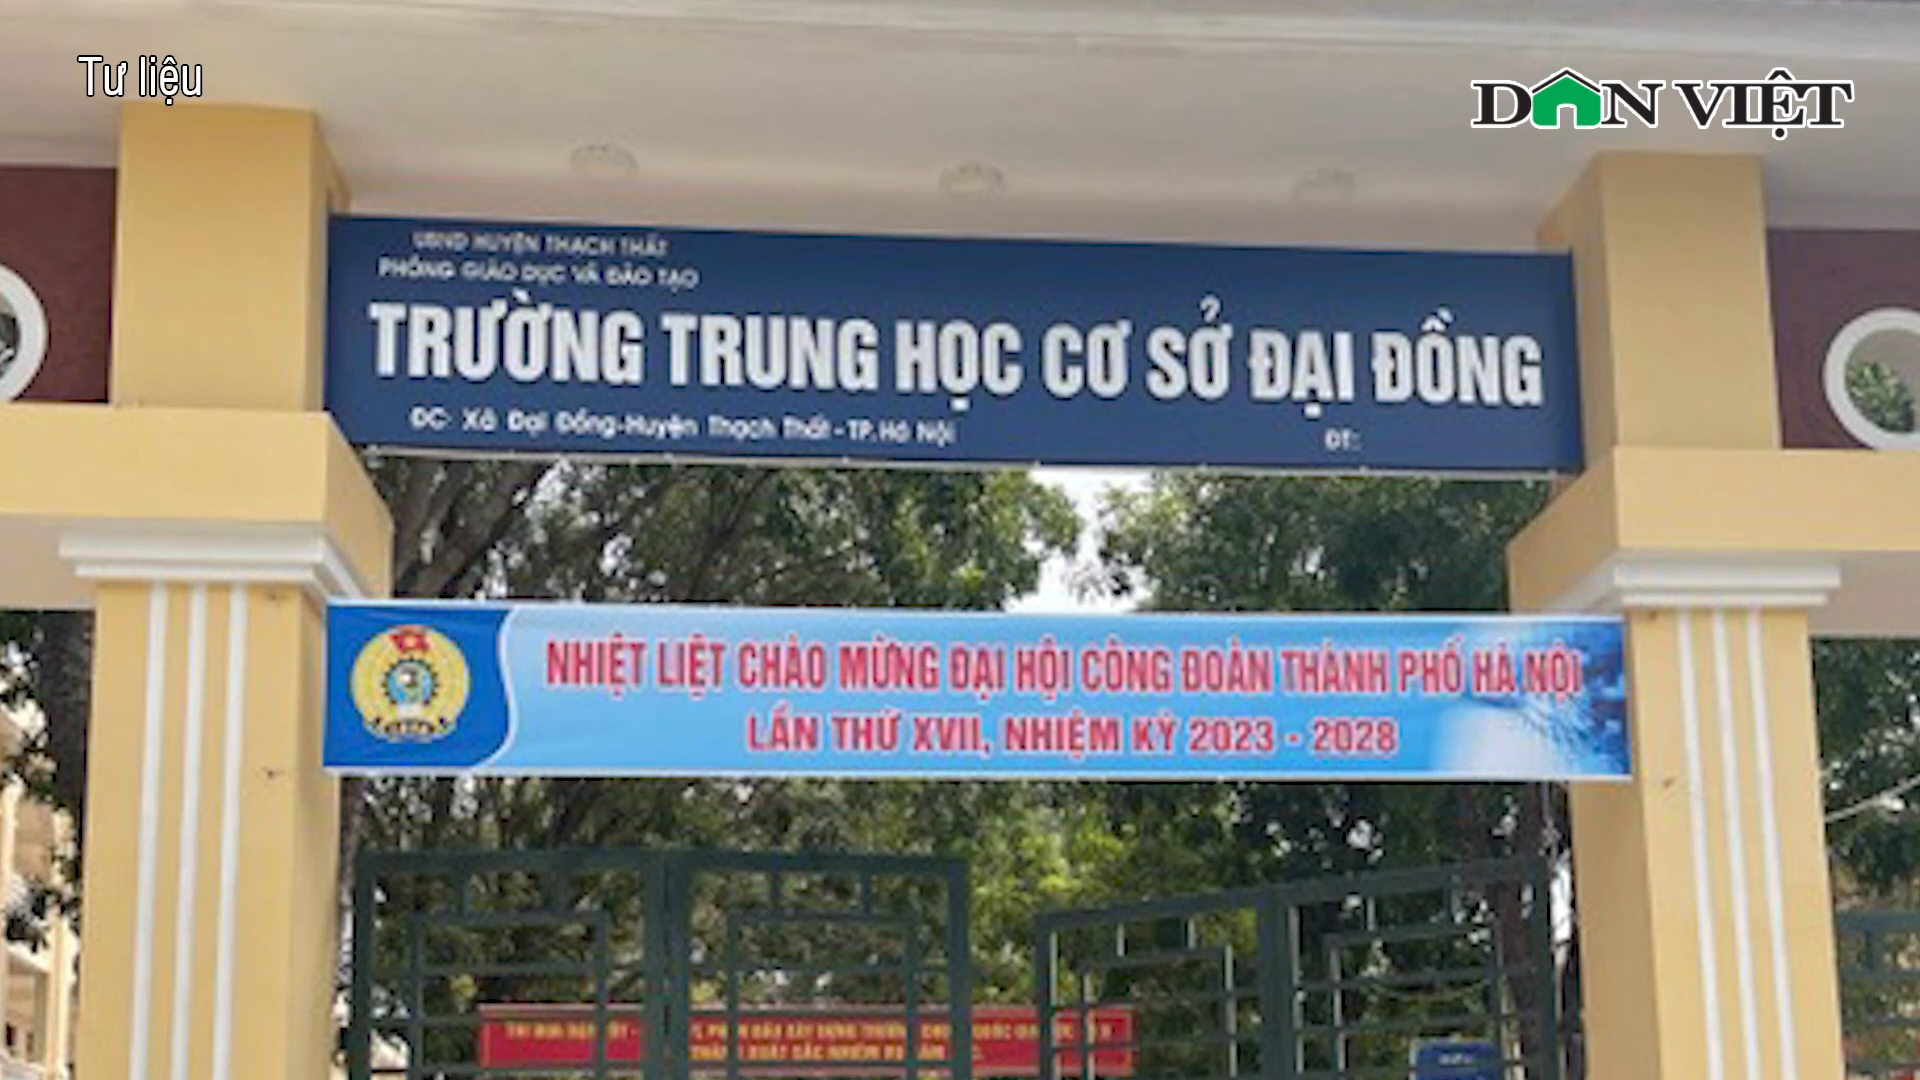 Tư liệu
DÂN VIỆT
UBND HUYỆN THẠCH THẤT
PHÒNG GIÁO DỤC VÀ ĐÀO TẠO
TRƯỜNG TRUNG HỌC CƠ SỞ ĐẠI ĐỒNG
ĐC: Xã Đại Đồng-Huyện Thạch Thất-TP.Hà Nội
ĐT:
NHIỆT LIỆT CHÀO MỪNG ĐẠI HỘI CÔNG ĐOÀN THÀNH PHỐ HÀ NỘI
LẦN THỨ XVII, NHIỆM KỲ 2023 - 2028